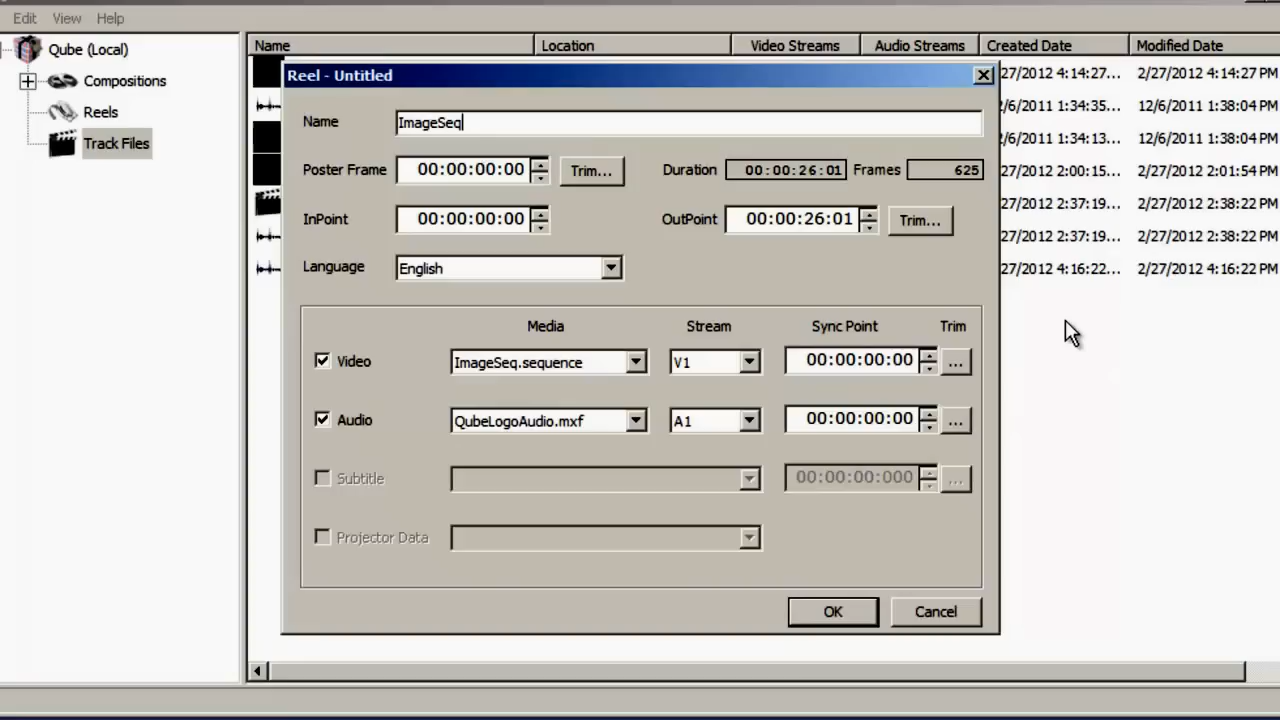 Edit View Help
Qube (Local)
Compositions
Reels
Track Files
Name Location Video Streams Audio Streams Created Date Modified Date
27/2012 4:14:27... 2/27/2012 4:14:27 PM
2/6/2011 1:34:35... 12/6/2011 1:38:04 PM
2/6/2011 1:34:13... 12/6/2011 1:38:04 PM
27/2012 2:00:15... 2/27/2012 2:01:54 PM
27/2012 2:37:19... 2/27/2012 2:38:22 PM
27/2012 2:37:19... 2/27/2012 2:38:22 PM
27/2012 4:16:22... 2/27/2012 4:16:22 PM
Reel - Untitled
Name ImageSeq
Poster Frame 00:00:00:00 Trim... Duration 00:00:26:01 Frames 625
InPoint 00:00:00:00 OutPoint 00:00:26:01 Trim...
Language English
Media Stream Sync Point Trim
Video ImageSeq.sequence V1 00:00:00:00 ...
Audio QubeLogoAudio.mxf A1 00:00:00:00 ...
Subtitle 00:00:00:000 ...
Projector Data
OK Cancel